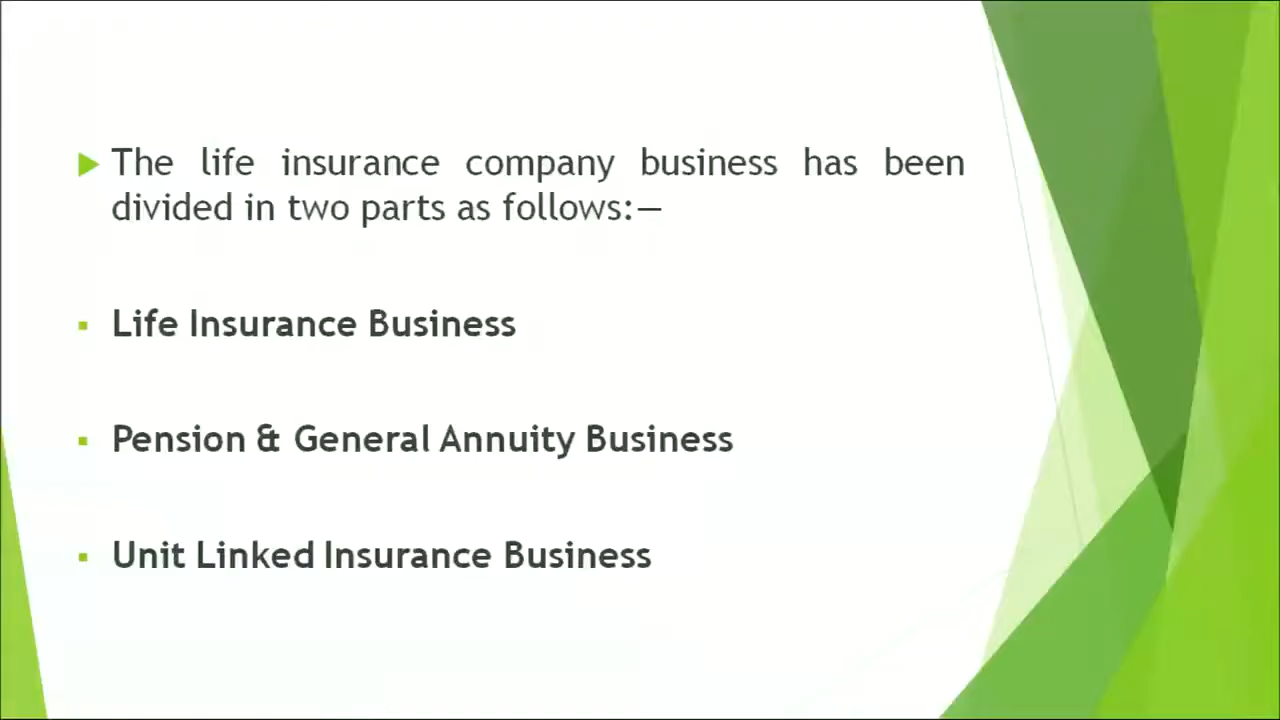 The life insurance company business has been
divided in two parts as follows:—
Life Insurance Business
Pension & General Annuity Business
Unit Linked Insurance Business